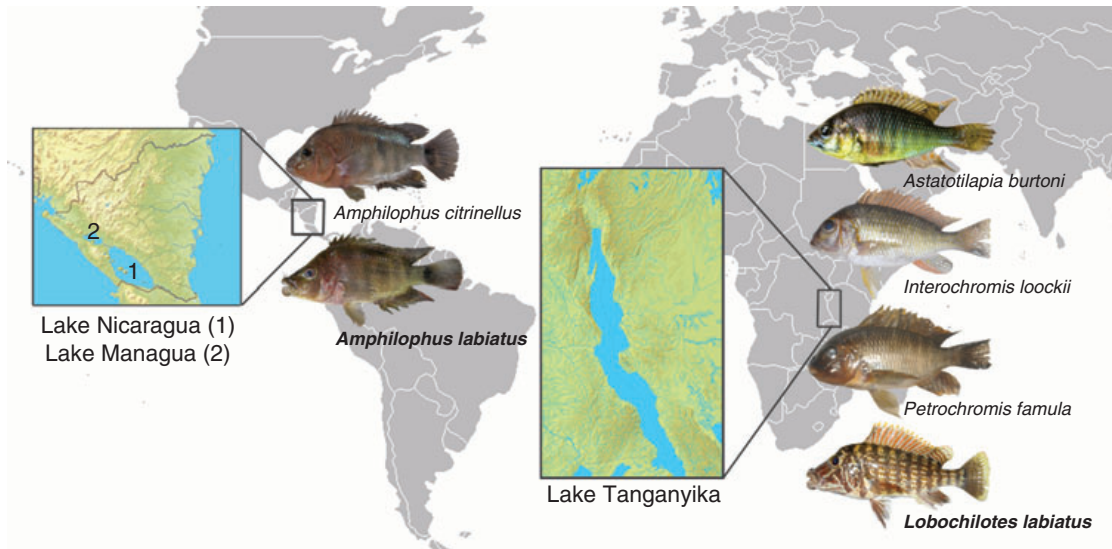 2
1
Lake Nicaragua (1)
Lake Managua (2)
Amphilophus citrinellus
Amphilophus labiatus
Lake Tanganyika
Astatotilapia burtoni
Interochromis loockii
Petrochromis famula
Lobochilotes labiatus